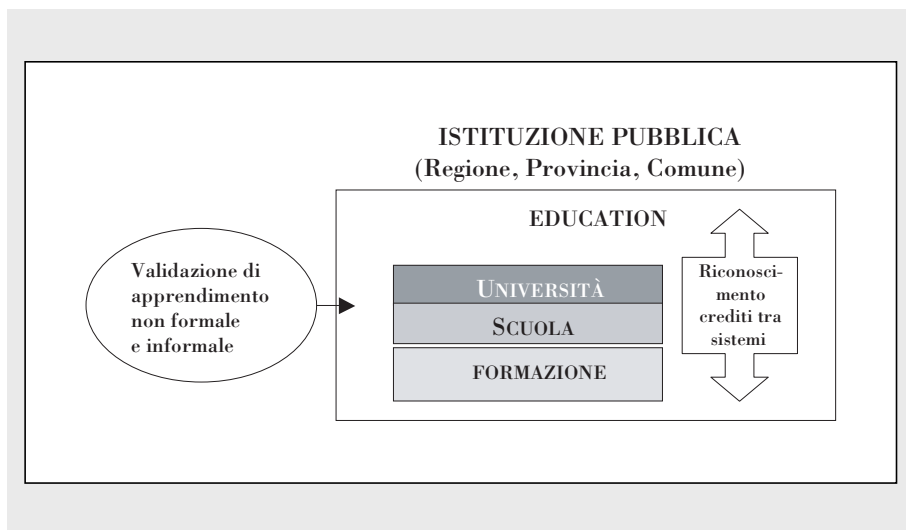 ISTITUZIONE PUBBLICA
(Regione, Provincia, Comune)
EDUCATION
Validazione di
apprendimento
non formale
e informale
UNIVERSITÀ
SCUOLA
FORMAZIONE
Riconosci-
mento
crediti tra
sistemi